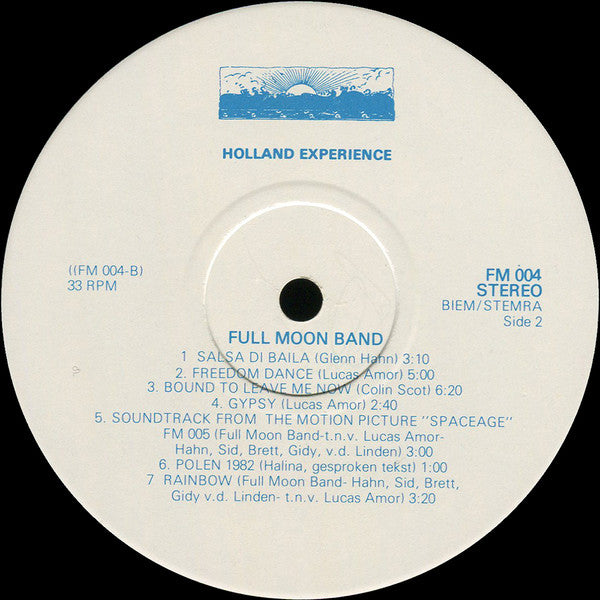 HOLLAND EXPERIENCE
((FM 004-B)
33 RPM
FM 004
STEREO
BIEM/STEMRA
Side 2
FULL MOON BAND
1 SALSA DI BAILA (Glenn Hahn) 3:10
2. FREEDOM DANCE (Lucas Amor) 5:00
3. BOUND TO LEAVE ME NOW (Colin Scot) 6:20
4. GYPSY (Lucas Amor) 2:40
5. SOUNDTRACK FROM THE MOTION PICTURE "SPACEAGE"
FM 005 (Full Moon Band-t.n.v. Lucas Amor-
Hahn, Sid, Brett, Gidy, v.d. Linden) 3:00
6. POLEN 1982 (Halina, gesproken tekst) 1:00
7 RAINBOW (Full Moon Band- Hahn, Sid, Brett,
Gidy v.d. Linden- t.n.v. Lucas Amor) 3:20